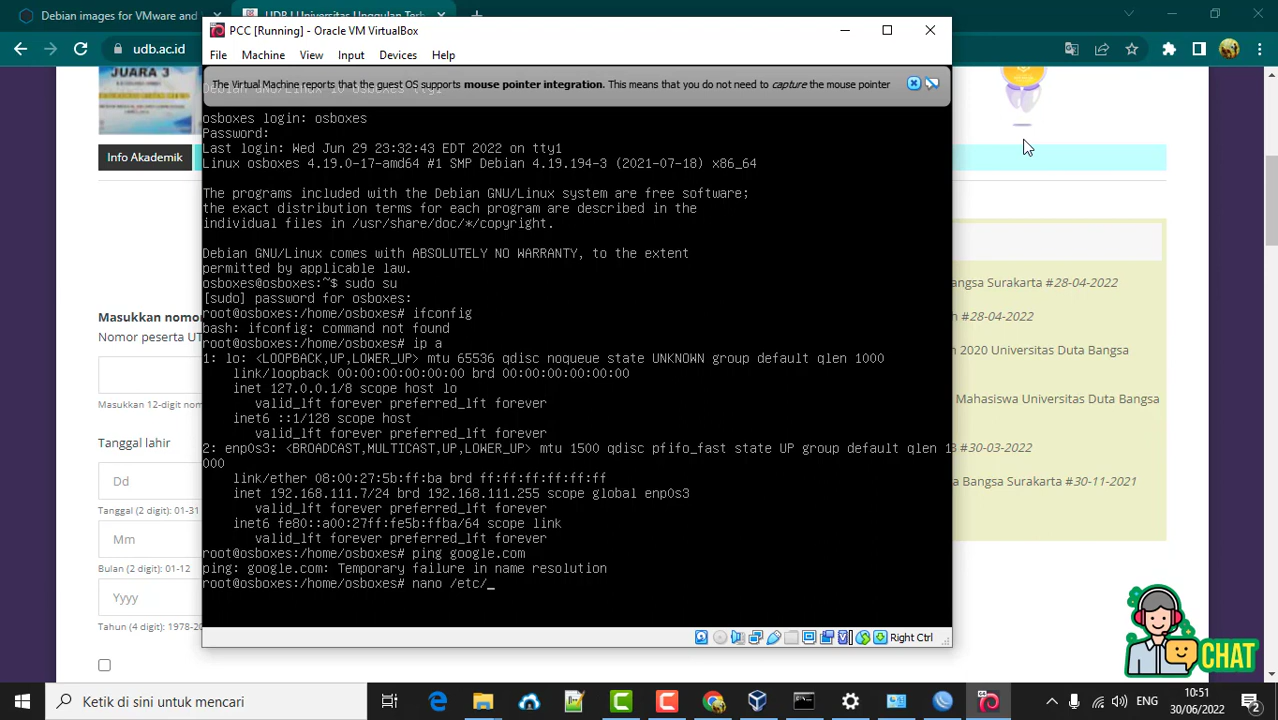 Debian images for VMware and
UDB | Universitas Unggulan Tem
udb.ac.id
PCC [Running] - Oracle VM VirtualBox
File
Machine
View
Input
Devices
Help
The Virtual Machine reports that the guest OS supports mouse pointer integration. This means that you do not need to capture the mouse pointer
Debian GNU/Linux 10 osboxes tty1
osboxes login: osboxes
Password:
Last login: Wed Jun 29 23:32:43 EDT 2022 on tty1
Linux osboxes 4.19.0-17-amd64 #1 SMP Debian 4.19.194-3 (2021-07-18) x86_64
The programs included with the Debian GNU/Linux system are free software;
the exact distribution terms for each program are described in the
individual files in /usr/share/doc/*/copyright.
Debian GNU/Linux comes with ABSOLUTELY NO WARRANTY, to the extent
permitted by applicable law.
osboxes@osboxes:~$ sudo su
[sudo] password for osboxes:
root@osboxes:/home/osboxes# ifconfig
bash: ifconfig: command not found
root@osboxes:/home/osboxes# ip a
1: lo: <LOOPBACK,UP,LOWER_UP> mtu 65536 qdisc noqueue state UNKNOWN group default qlen 1000
link/loopback 00:00:00:00:00:00 brd 00:00:00:00:00:00
inet 127.0.0.1/8 scope host lo
valid_lft forever preferred_lft forever
inet6 ::1/128 scope host
valid_lft forever preferred_lft forever
2: enp0s3: <BROADCAST,MULTICAST,UP,LOWER_UP> mtu 1500 qdisc pfifo_fast state UP group default qlen 1
000
link/ether 08:00:27:5b:ff:ba brd ff:ff:ff:ff:ff:ff
inet 192.168.111.7/24 brd 192.168.111.255 scope global enp0s3
valid_lft forever preferred_lft forever
inet6 fe80::a00:27ff:fe5b:ffba/64 scope link
valid_lft forever preferred_lft forever
root@osboxes:/home/osboxes# ping google.com
ping: google.com: Temporary failure in name resolution
root@osboxes:/home/osboxes# nano /etc/_
Right Ctrl
JUARA 3
Info Akademik
Masukkan nomor
Nomor peserta UT
Masukkan 12-digit nom
Tanggal lahir
Dd
Tanggal (2 digit): 01-31
Mm
Bulan (2 digit): 01-12
Yyyy
Tahun (4 digit): 1978-20
angsa Surakarta #28-04-2022
n #28-04-2022
n 2020 Universitas Duta Bangsa
Mahasiswa Universitas Duta Bangsa
3 #30-03-2022
a Bangsa Surakarta #30-11-2021
CHAT
Ketik di sini untuk mencari
ENG
10:51
30/06/2022
2